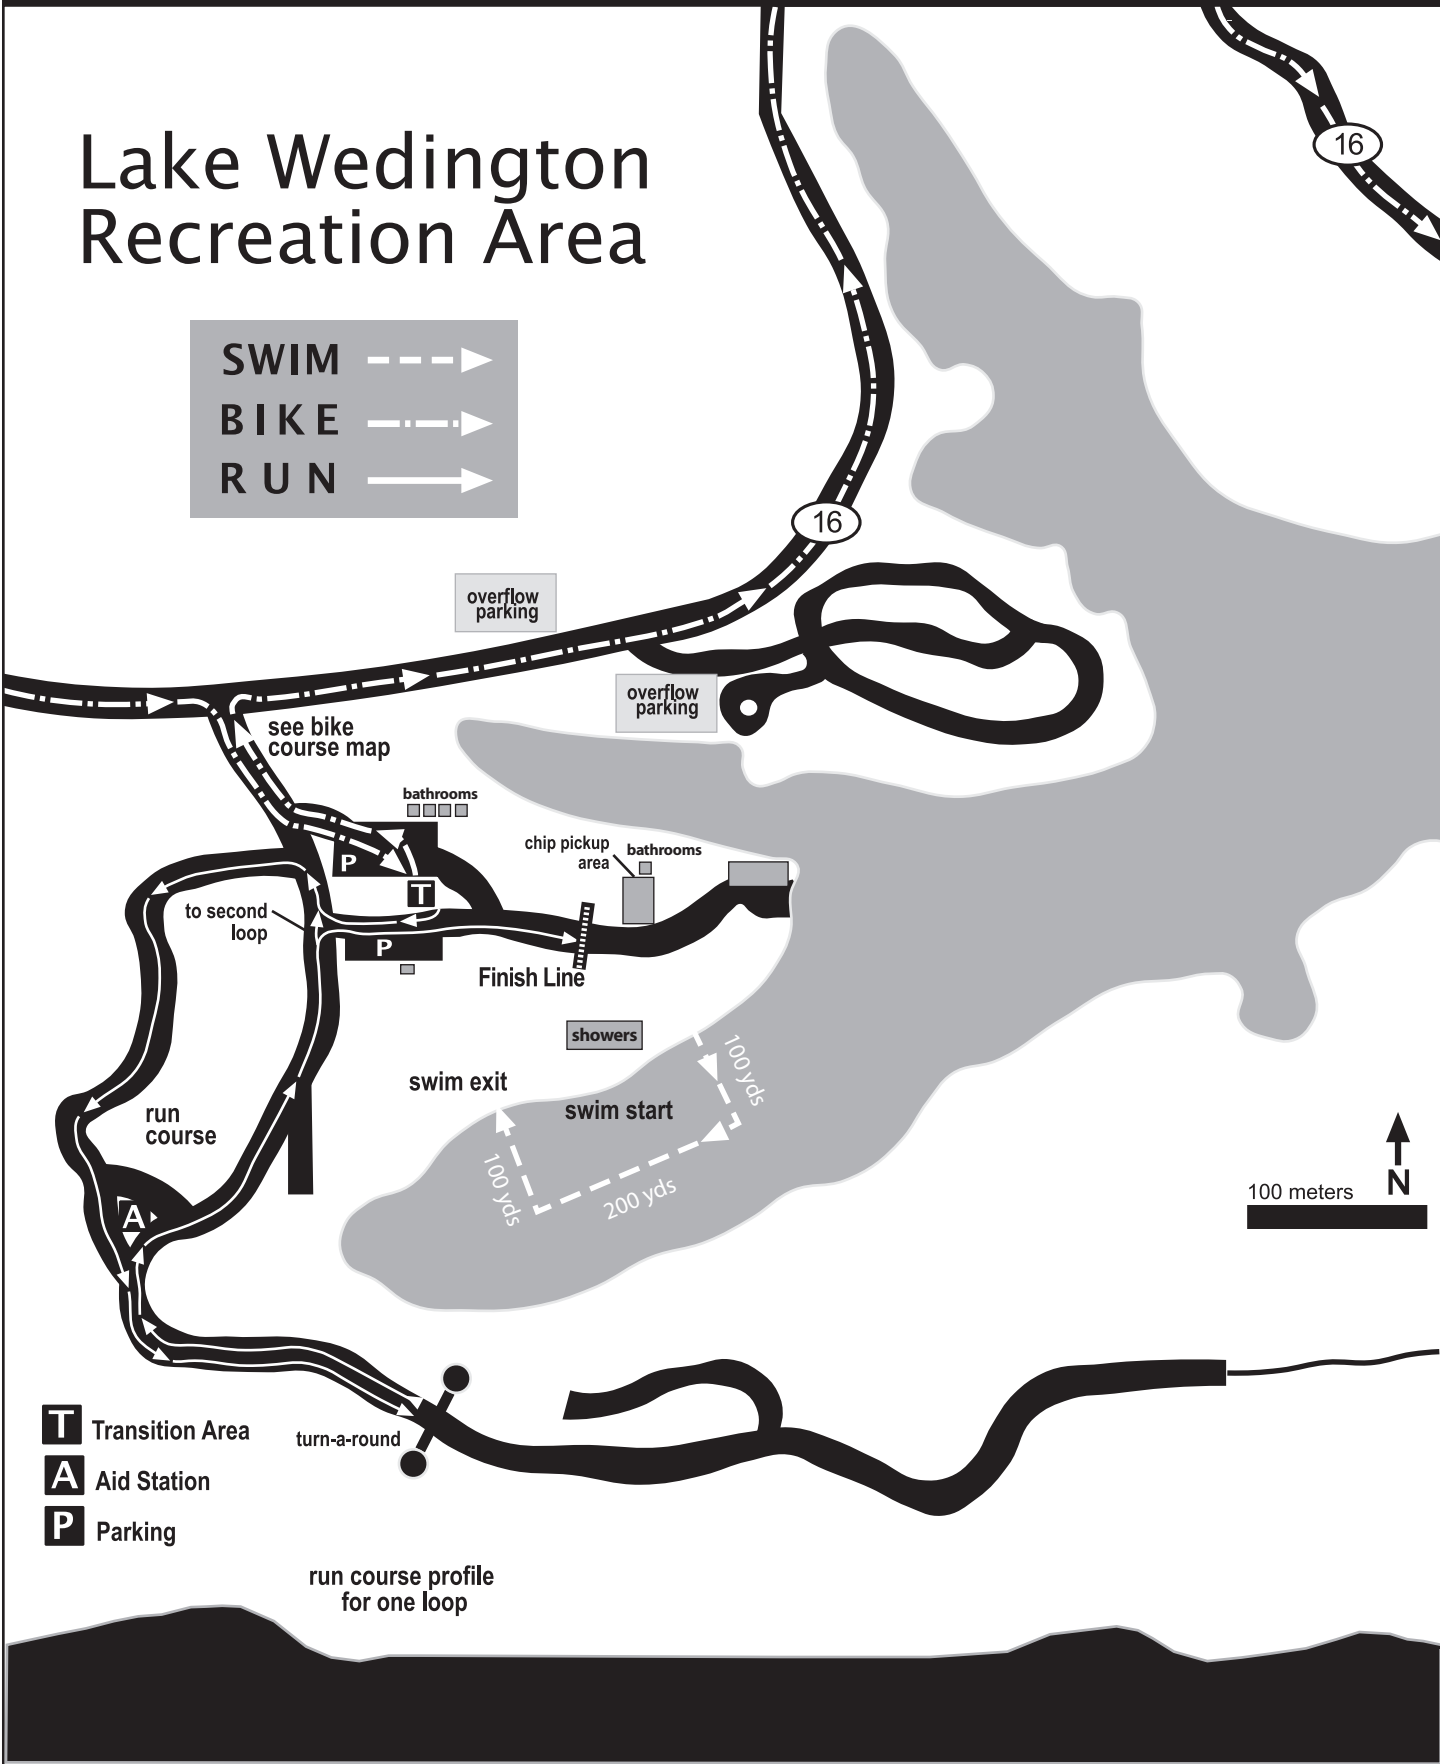 16
Lake Wedington
Recreation Area
SWIM
BIKE
RUN
16
overflow
parking
overflow
parking
see bike
course map
bathrooms
chip pickup
area
bathrooms
P
T
to second
loop
P
Finish Line
showers
100 yds
swim exit
swim start
run
course
100 yds
200 yds
A
N
100 meters
T Transition Area
A Aid Station
P Parking
turn-a-round
run course profile
for one loop